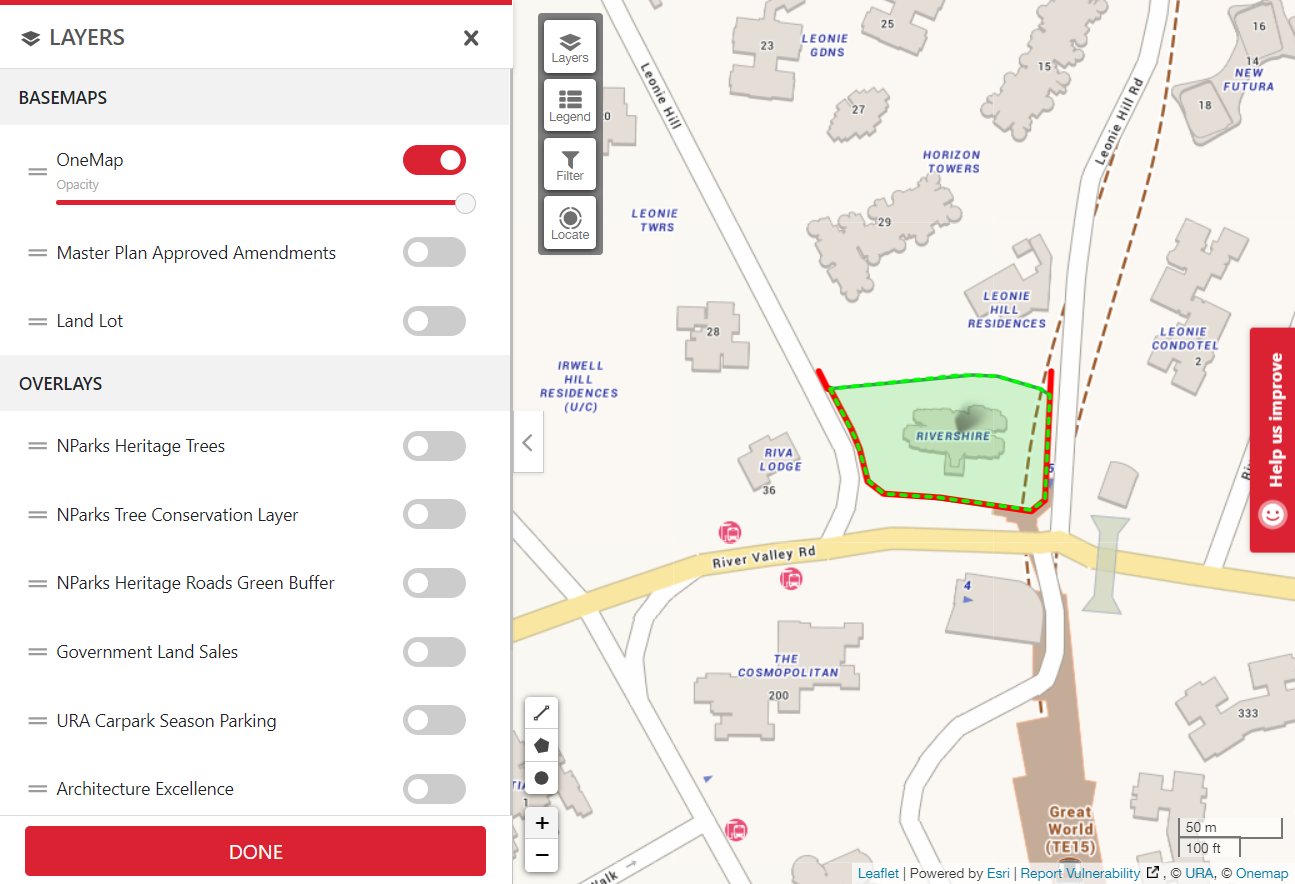 LAYERS
BASEMAPS
OneMap
Opacity
Master Plan Approved Amendments
Land Lot
OVERLAYS
NParks Heritage Trees
NParks Tree Conservation Layer
NParks Heritage Roads Green Buffer
Government Land Sales
URA Carpark Season Parking
Architecture Excellence
DONE
Layers
Legend
Filter
Locate
Leonie Hill
23
LEONIE
GDNS
25
15
27
Leonie Hill Rd
16
14
NEW
FUTURA
18
HORIZON
TOWERS
29
LEONIE
TWRS
LEONIE
HILL
RESIDENCES
28
LEONIE
CONDOTEL
2
IRWELL
HILL
RESIDENCES
(U/C)
RIVERSHIRE
RIVA
LODGE
36
5
River Valley Rd
4
THE
COSMOPOLITAN
200
333
Great
World
(TE15)
Help us improve
+
−
50 m
100 ft
Leaflet | Powered by Esri | Report Vulnerability , © URA, © Onemap